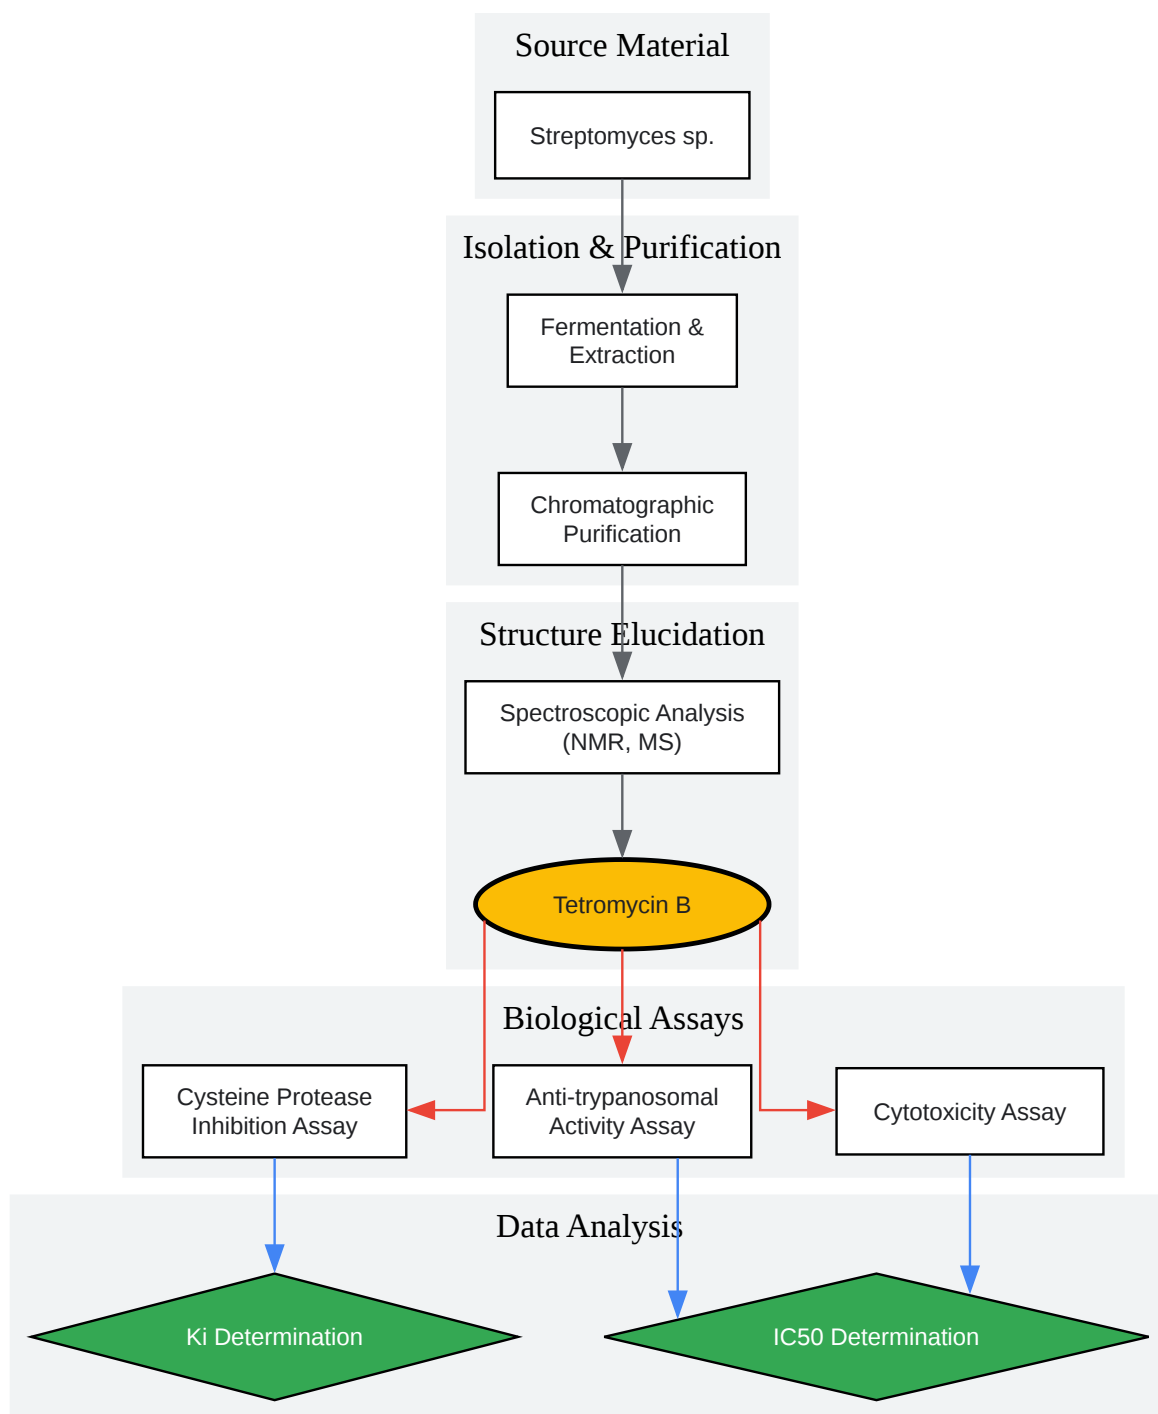 Source Material
Streptomyces sp.
Isolation & Purification
Fermentation &
Extraction
Chromatographic
Purification
Structure Elucidation
Spectroscopic Analysis
(NMR, MS)
Tetromycin B
Biological Assays
Cysteine Protease
Inhibition Assay
Anti-trypanosomal
Activity Assay
Cytotoxicity Assay
Data Analysis
Ki Determination
IC50 Determination